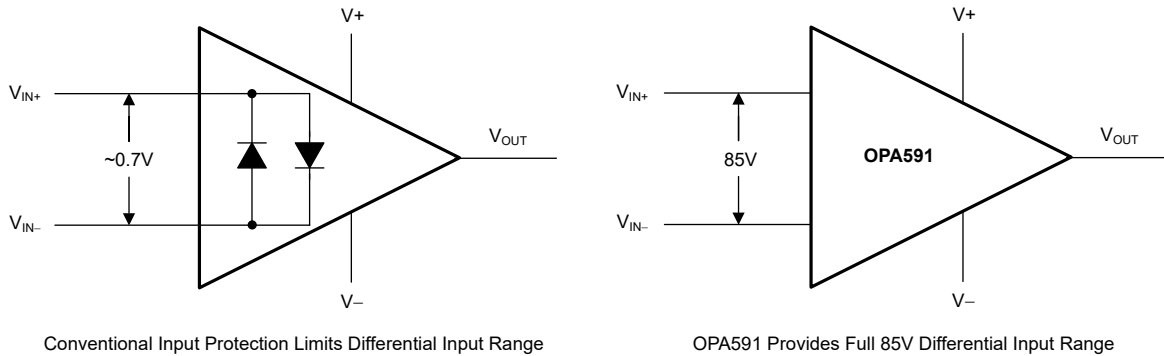 V+
VIN+
~0.7V
VIN–
VOUT
V–
Conventional Input Protection Limits Differential Input Range
V+
VIN+
85V
OPA591
VIN–
VOUT
V–
OPA591 Provides Full 85V Differential Input Range